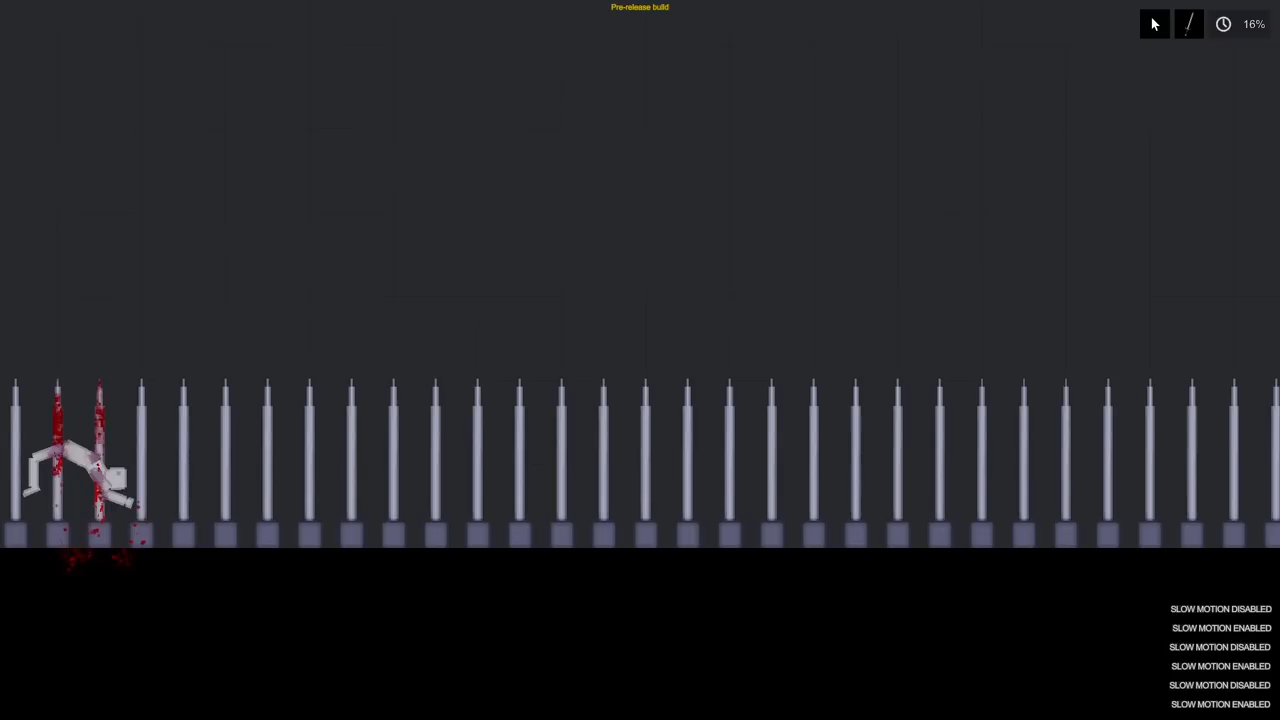 Pre-release build
16%
SLOW MOTION DISABLED
SLOW MOTION ENABLED
SLOW MOTION DISABLED
SLOW MOTION ENABLED
SLOW MOTION DISABLED
SLOW MOTION ENABLED